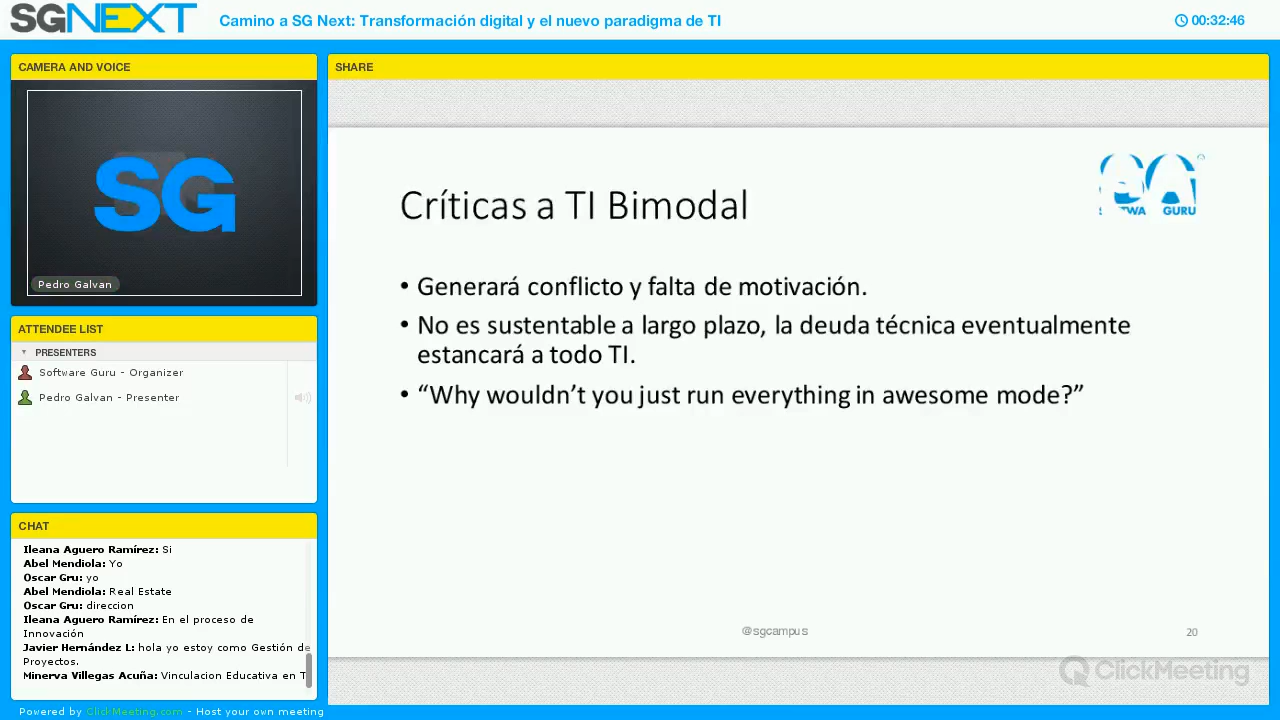 SGNEXT
Camino a SG Next: Transformación digital y el nuevo paradigma de TI
00:32:46
CAMERA AND VOICE
SG
Pedro Galvan
ATTENDEE LIST
PRESENTERS
Software Guru - Organizer
Pedro Galvan - Presenter
CHAT
Ileana Aguero Ramírez: Si
Abel Mendiola: Yo
Oscar Gru: yo
Abel Mendiola: Real Estate
Oscar Gru: direccion
Ileana Aguero Ramírez: En el proceso de
Innovación
Javier Hernández L: hola yo estoy como Gestión de
Proyectos.
Minerva Villegas Acuña: Vinculacion Educativa en T
Powered by ClickMeeting.com - Host your own meeting
SHARE
Críticas a TI Bimodal
GURU
• Generará conflicto y falta de motivación.
• No es sustentable a largo plazo, la deuda técnica eventualmente
estancará a todo TI.
• “Why wouldn’t you just run everything in awesome mode?”
@sgcampus
20
ClickMeeting